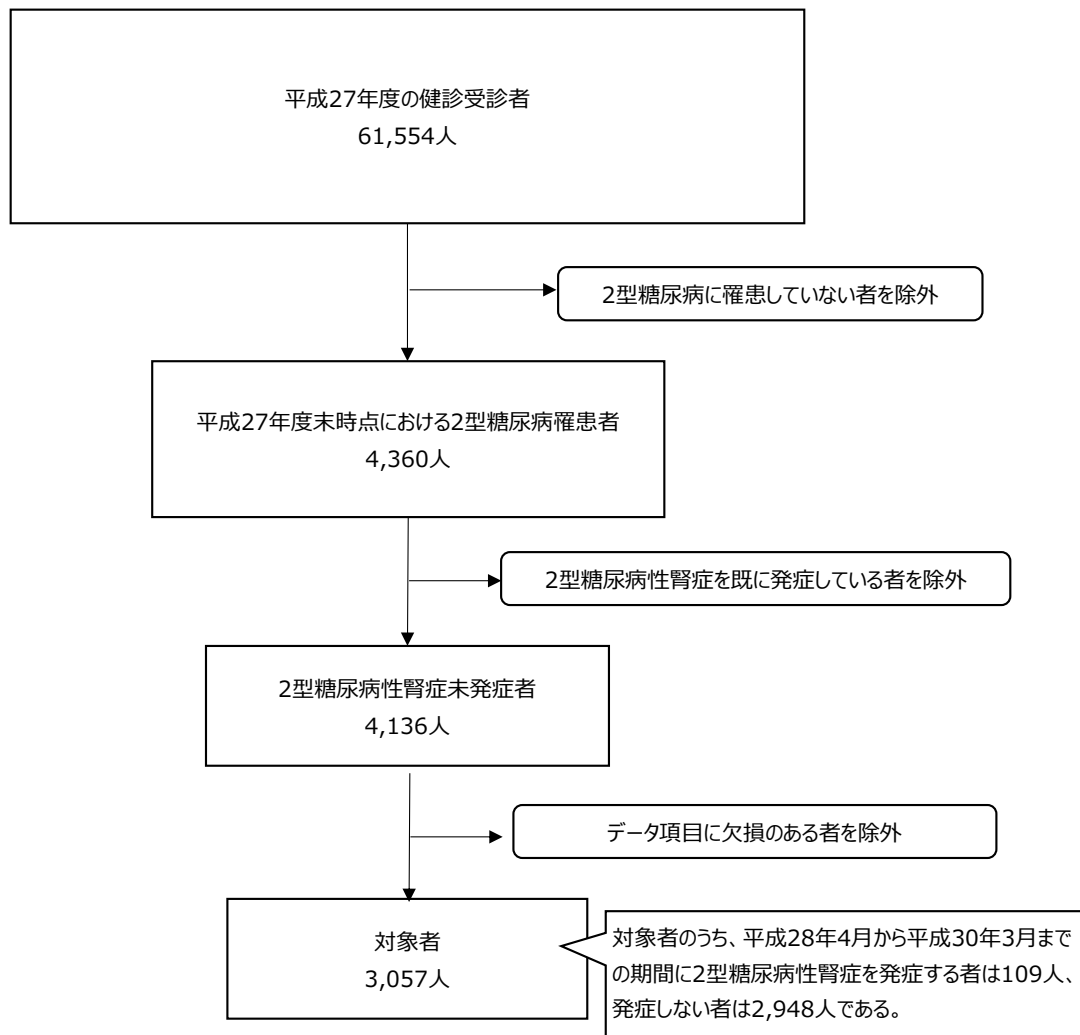 平成27年度の健診受診者
61,554人
2型糖尿病に罹患していない者を除外
平成27年度末時点における2型糖尿病罹患者
4,360人
2型糖尿病性腎症を既に発症している者を除外
2型糖尿病性腎症未発症者
4,136人
データ項目に欠損のある者を除外
対象者
3,057人
対象者のうち、平成28年4月から平成30年3月まで
の期間に2型糖尿病性腎症を発症する者は109人、
発症しない者は2,948人である。